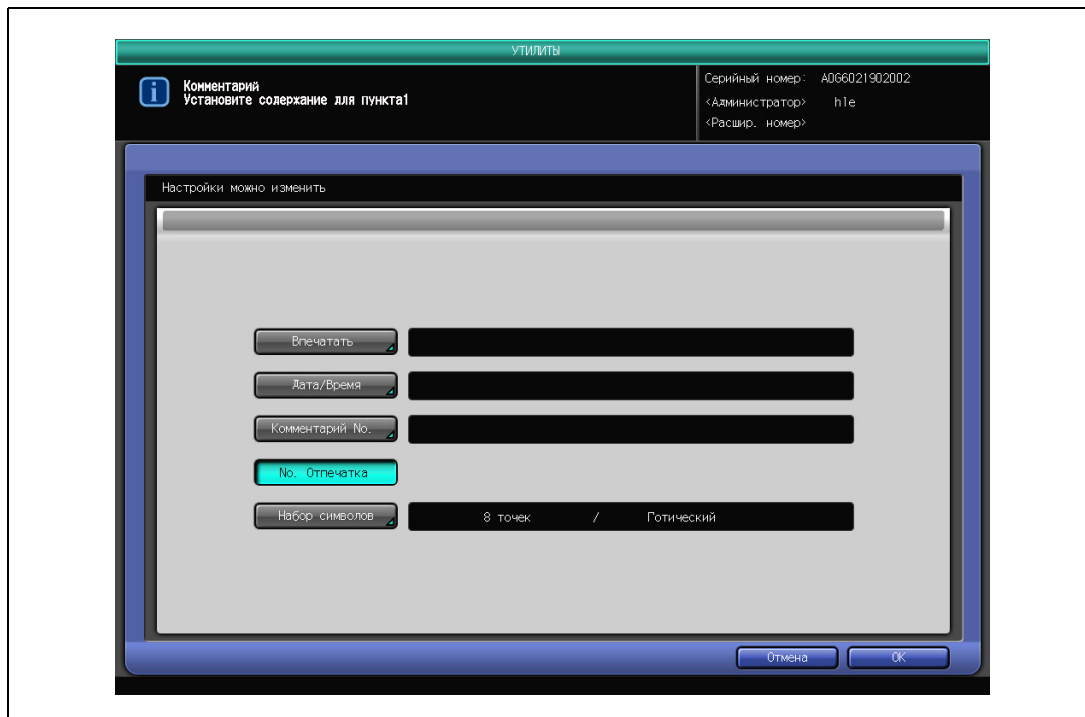 УТИЛИТЫ
Комментарий
Установите содержание для пункта1
Серийный номер: A0G6021902002
<Администратор> hle
<Расшир. номер>
Настройки можно изменить
Впечатать
Дата/Время
Комментарий No.
No. Отпечатка
Набор символов 8 точек / Готический
Отмена OK